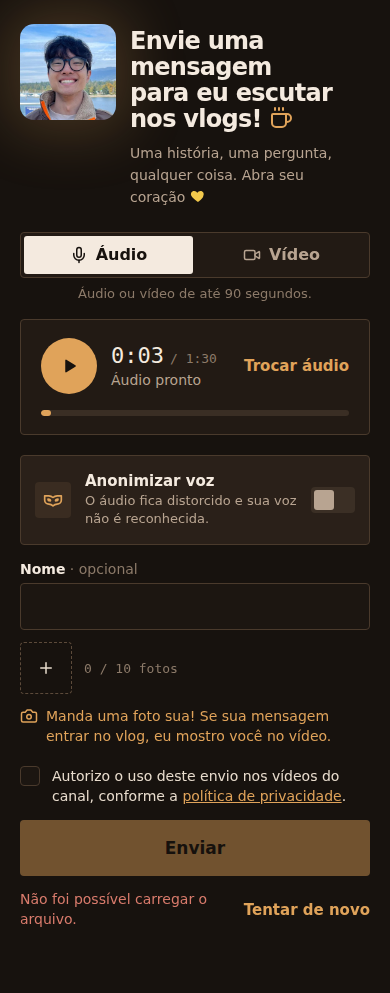 Envie uma
mensagem
para eu escutar
nos vlogs!
Uma história, uma pergunta,
qualquer coisa. Abra seu
coração 💛
Áudio
Vídeo
Áudio ou vídeo de até 90 segundos.
0:03 / 1:30
Áudio pronto
Trocar áudio
Anonimizar voz
O áudio fica distorcido e sua voz
não é reconhecida.
Nome · opcional
0 / 10 fotos
Manda uma foto sua! Se sua mensagem
entrar no vlog, eu mostro você no vídeo.
Autorizo o uso deste envio nos vídeos do
canal, conforme a política de privacidade.
Enviar
Não foi possível carregar o
arquivo.
Tentar de novo